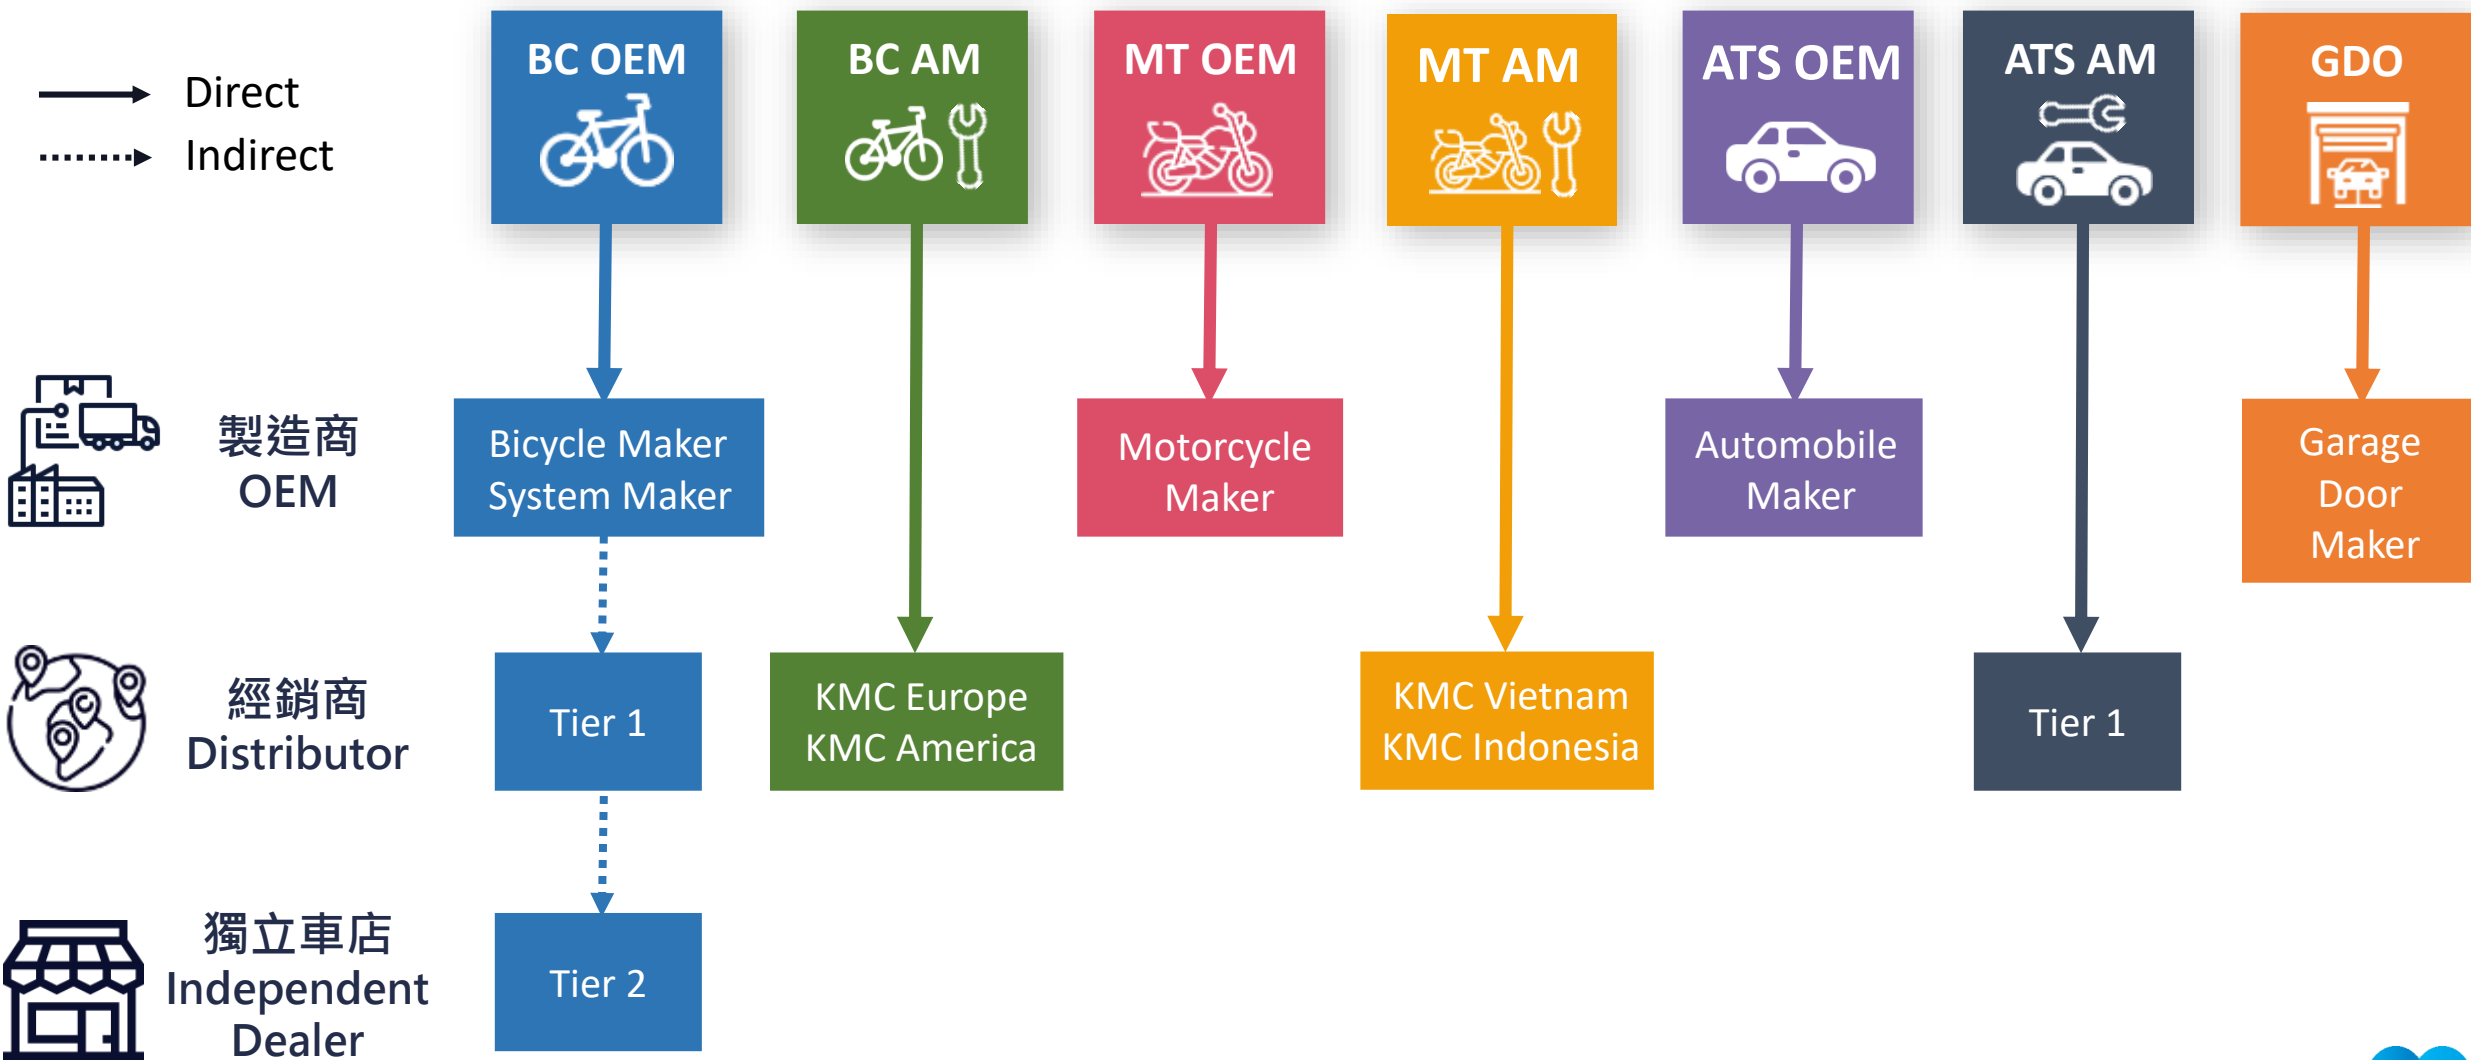 Direct
Indirect
BC OEM
BC AM
MT OEM
MT AM
ATS OEM
ATS AM
GDO
製造商
OEM
Bicycle Maker
System Maker
Motorcycle
Maker
Automobile
Maker
Garage
Door
Maker
經銷商
Distributor
Tier 1
KMC Europe
KMC America
KMC Vietnam
KMC Indonesia
Tier 1
獨立車店
Independent
Dealer
Tier 2